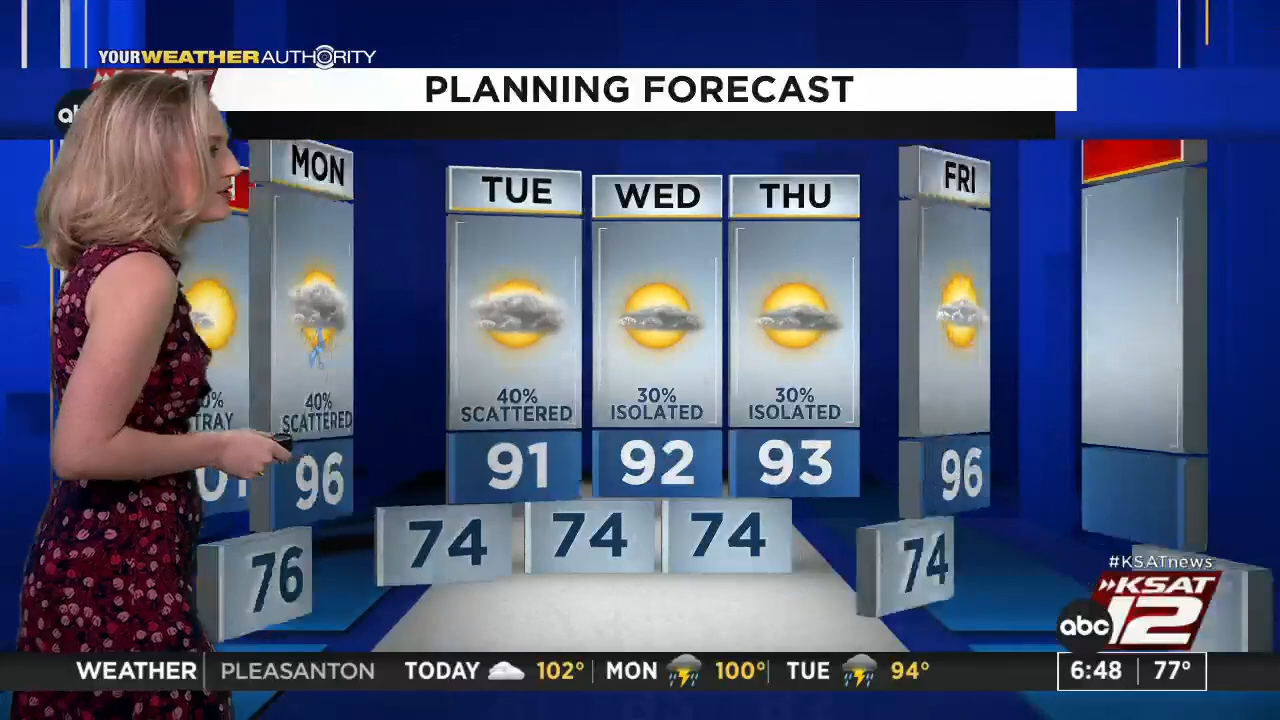 YOURWEATHERAUTHORITY
PLANNING FORECAST
MON
TUE
WED
THU
FRI
40%
SCATTERED
40%
SCATTERED
30%
ISOLATED
30%
ISOLATED
96
91
92
93
96
76
74
74
74
74
#KSATnews
KSAT
abc 12
WEATHER PLEASANTON TODAY 102° MON 100° TUE 94°
6:48 77°